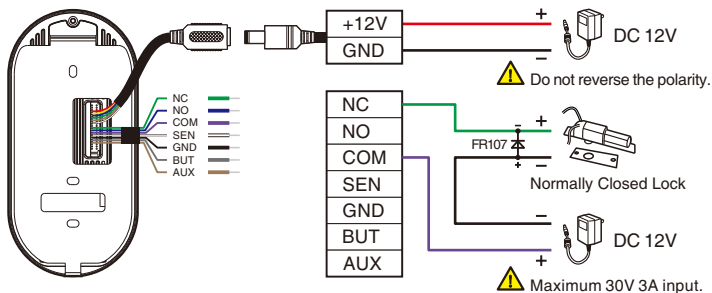 +12V
GND
+
−
DC 12V
Do not reverse the polarity.
NC
NO
COM
SEN
GND
BUT
AUX
NC
NO
COM
SEN
GND
BUT
AUX
FR107
−
+
+
−
Normally Closed Lock
−
+
DC 12V
Maximum 30V 3A input.